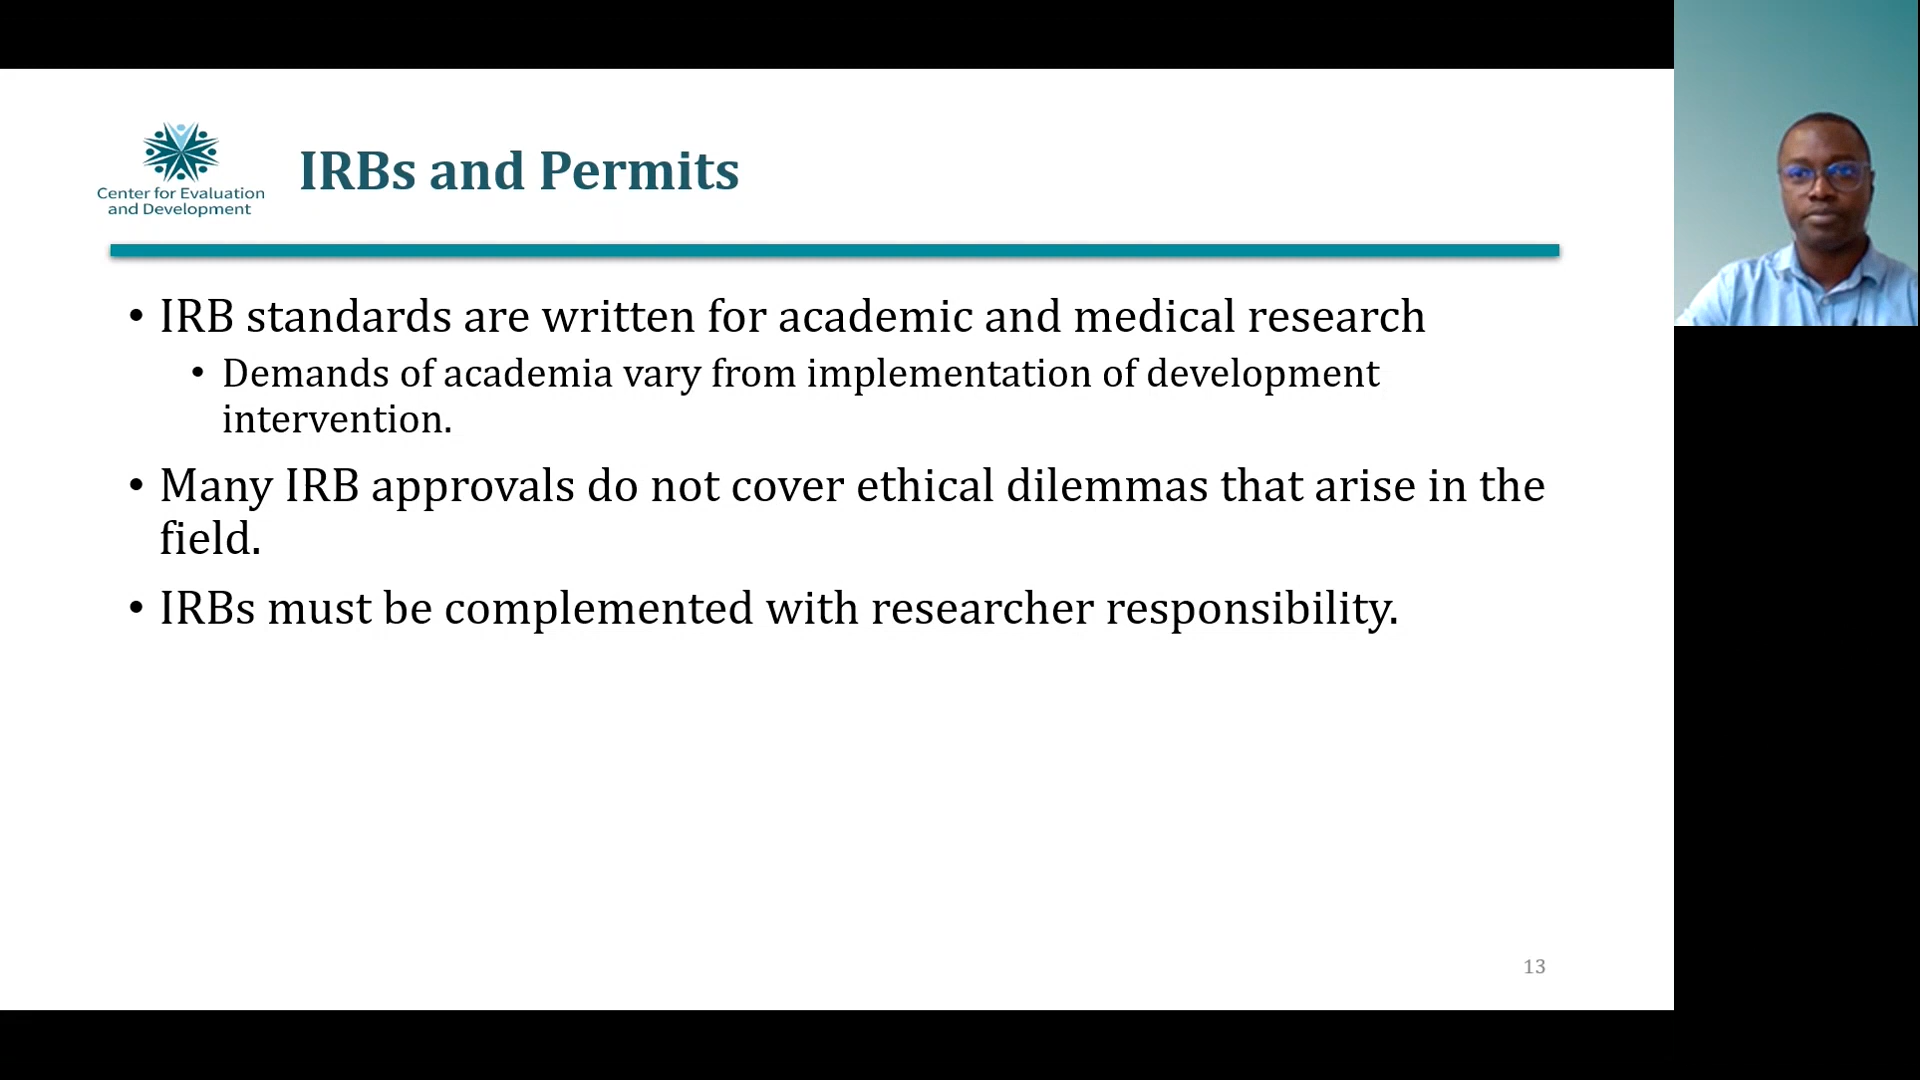 Center for Evaluation
and Development
IRBs and Permits
• IRB standards are written for academic and medical research
• Demands of academia vary from implementation of development
intervention.
• Many IRB approvals do not cover ethical dilemmas that arise in the
field.
• IRBs must be complemented with researcher responsibility.
13